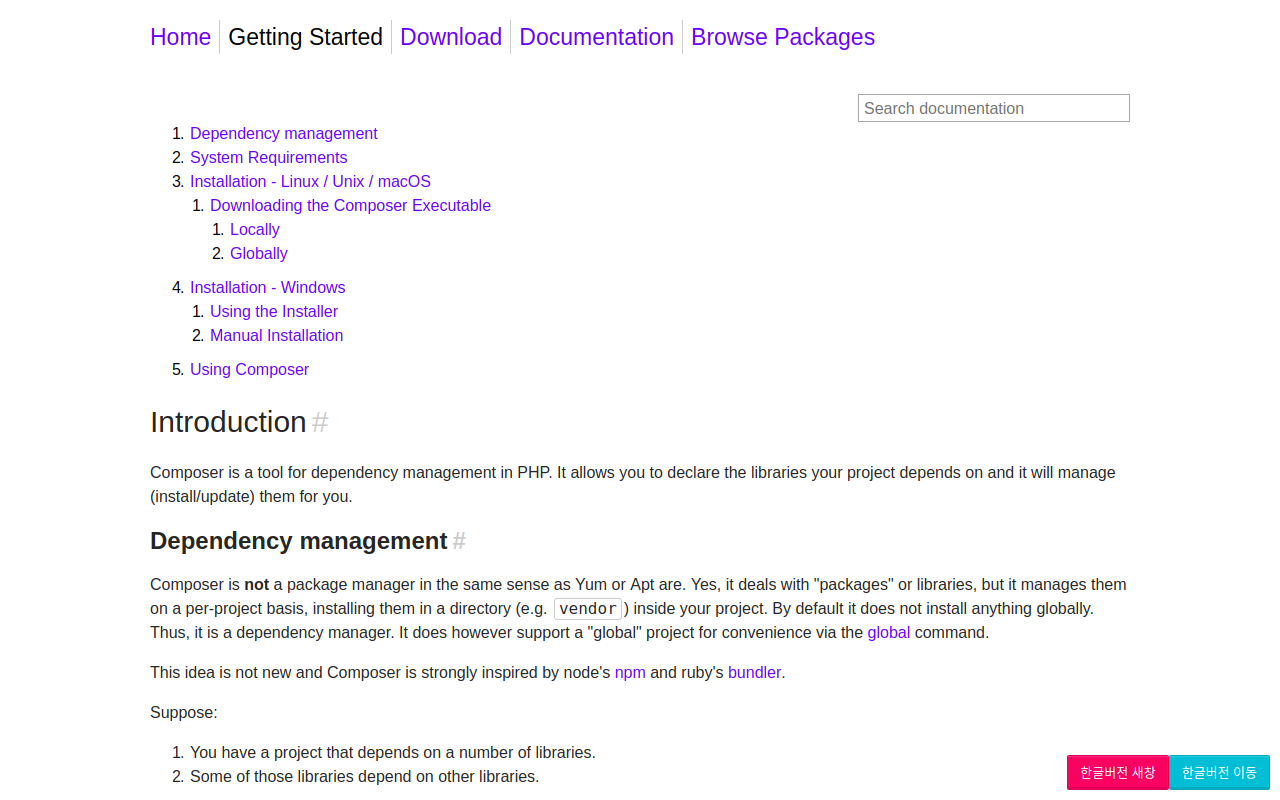 Home Getting Started Download Documentation Browse Packages
Search documentation
1. Dependency management
2. System Requirements
3. Installation - Linux / Unix / macOS
1. Downloading the Composer Executable
1. Locally
2. Globally
4. Installation - Windows
1. Using the Installer
2. Manual Installation
5. Using Composer
Introduction #
Composer is a tool for dependency management in PHP. It allows you to declare the libraries your project depends on and it will manage
(install/update) them for you.
Dependency management #
Composer is not a package manager in the same sense as Yum or Apt are. Yes, it deals with "packages" or libraries, but it manages them
on a per-project basis, installing them in a directory (e.g. vendor) inside your project. By default it does not install anything globally.
Thus, it is a dependency manager. It does however support a "global" project for convenience via the global command.
This idea is not new and Composer is strongly inspired by node's npm and ruby's bundler.
Suppose:
1. You have a project that depends on a number of libraries.
2. Some of those libraries depend on other libraries.
한글버전 새창 한글버전 이동